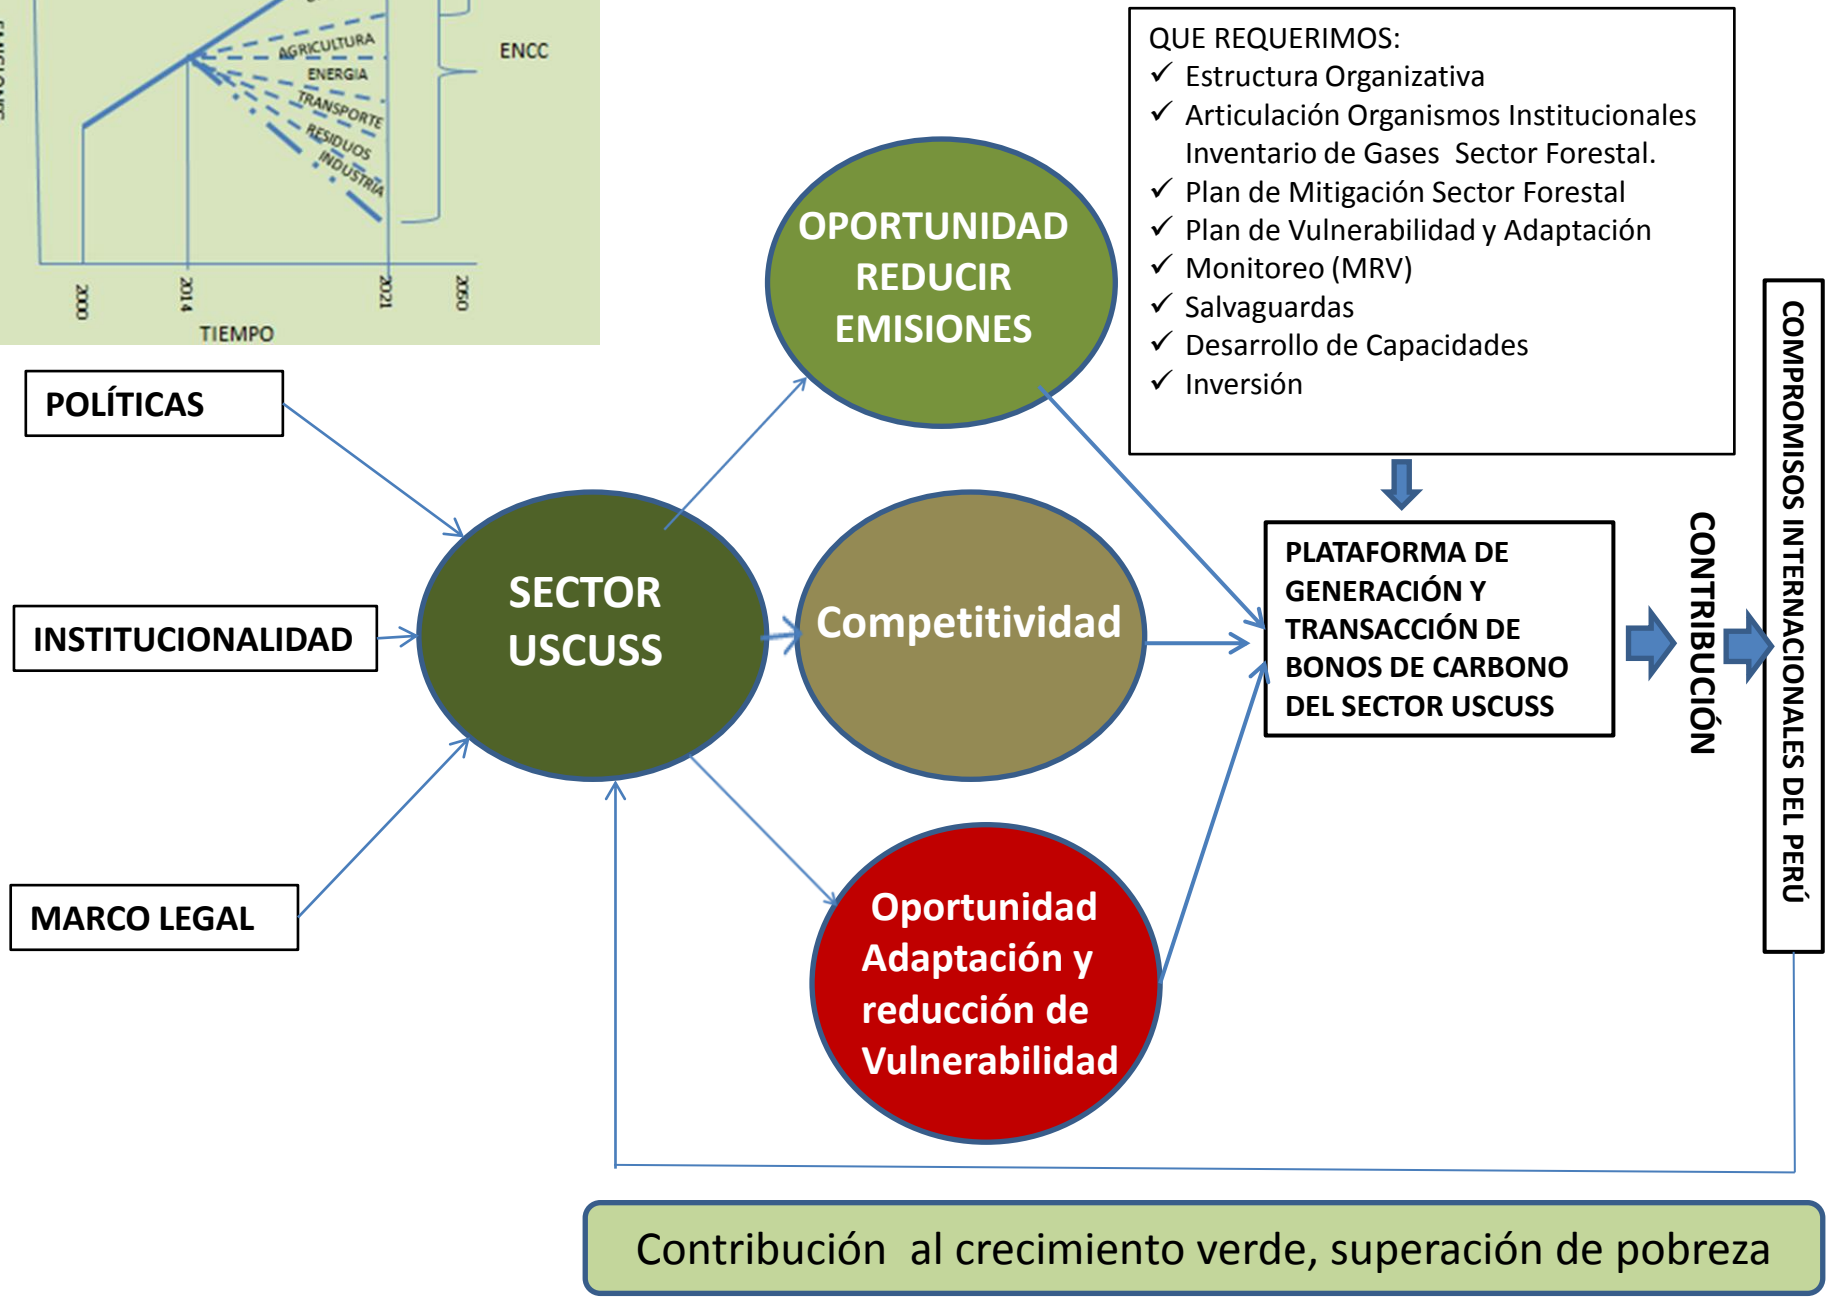 AGRICULTURA
ENERGIA
TRANSPORTE
RESIDUOS
INDUSTRIA
ENCC
2000
2014
2021
2050
TIEMPO
QUE REQUERIMOS:
✓ Estructura Organizativa
✓ Articulación Organismos Institucionales
Inventario de Gases Sector Forestal.
✓ Plan de Mitigación Sector Forestal
✓ Plan de Vulnerabilidad y Adaptación
✓ Monitoreo (MRV)
✓ Salvaguardas
✓ Desarrollo de Capacidades
✓ Inversión
OPORTUNIDAD
REDUCIR
EMISIONES
POLÍTICAS
INSTITUCIONALIDAD
MARCO LEGAL
SECTOR
USCUSS
Competitividad
Oportunidad
Adaptación y
reducción de
Vulnerabilidad
PLATAFORMA DE
GENERACIÓN Y
TRANSACCIÓN DE
BONOS DE CARBONO
DEL SECTOR USCUSS
CONTRIBUCIÓN
COMPROMISOS INTERNACIONALES DEL PERÚ
Contribución al crecimiento verde, superación de pobreza